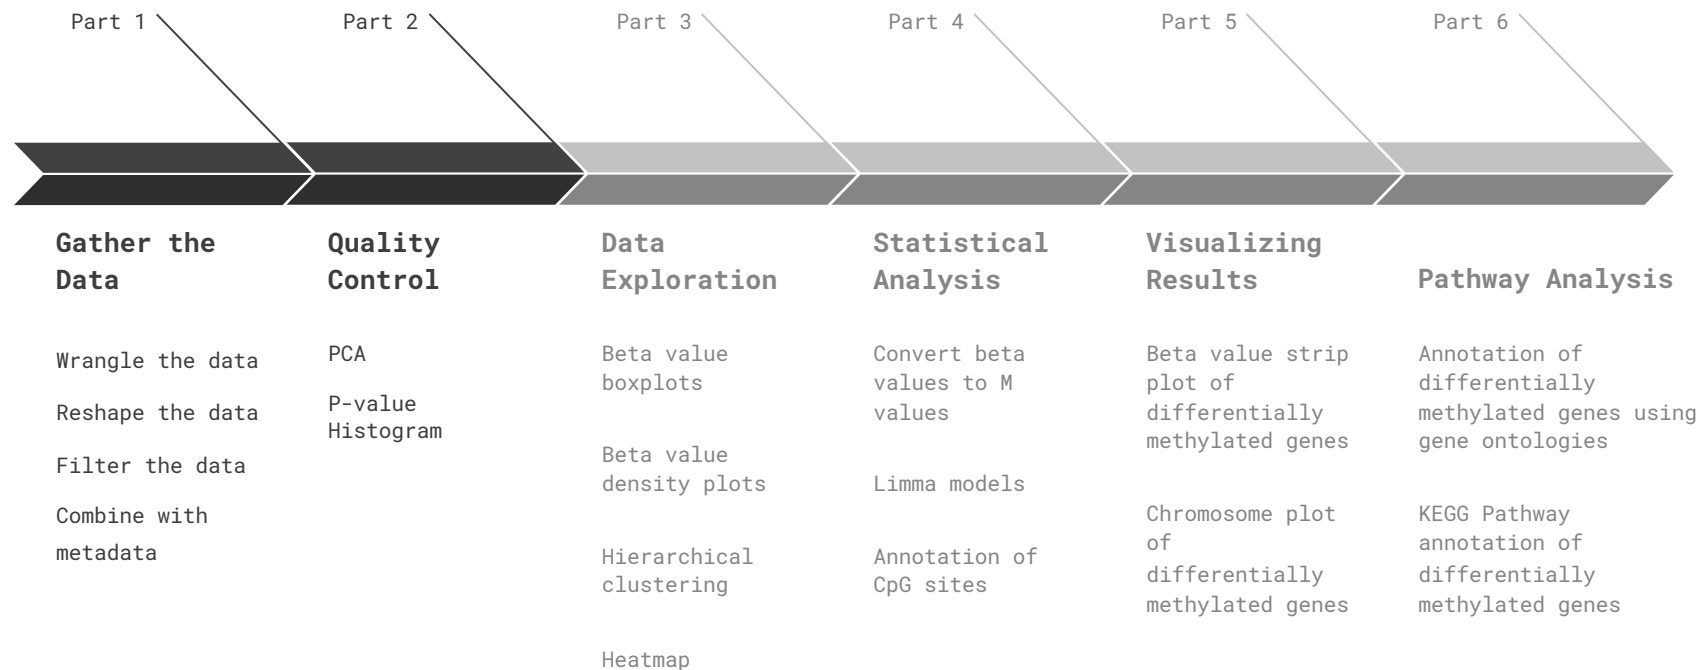 Part 1
Part 2
Part 3
Part 4
Part 5
Part 6
Gather the
Data
Wrangle the data
Reshape the data
Filter the data
Combine with
metadata
Quality
Control
PCA
P-value
Histogram
Data
Exploration
Beta value
boxplots
Beta value
density plots
Hierarchical
clustering
Heatmap
Statistical
Analysis
Convert beta
values to M
values
Limma models
Annotation of
CpG sites
Visualizing
Results
Beta value strip
plot of
differentially
methylated genes
Chromosome plot
of
differentially
methylated genes
Pathway Analysis
Annotation of
differentially
methylated genes using
gene ontologies
KEGG Pathway
annotation of
differentially
methylated genes